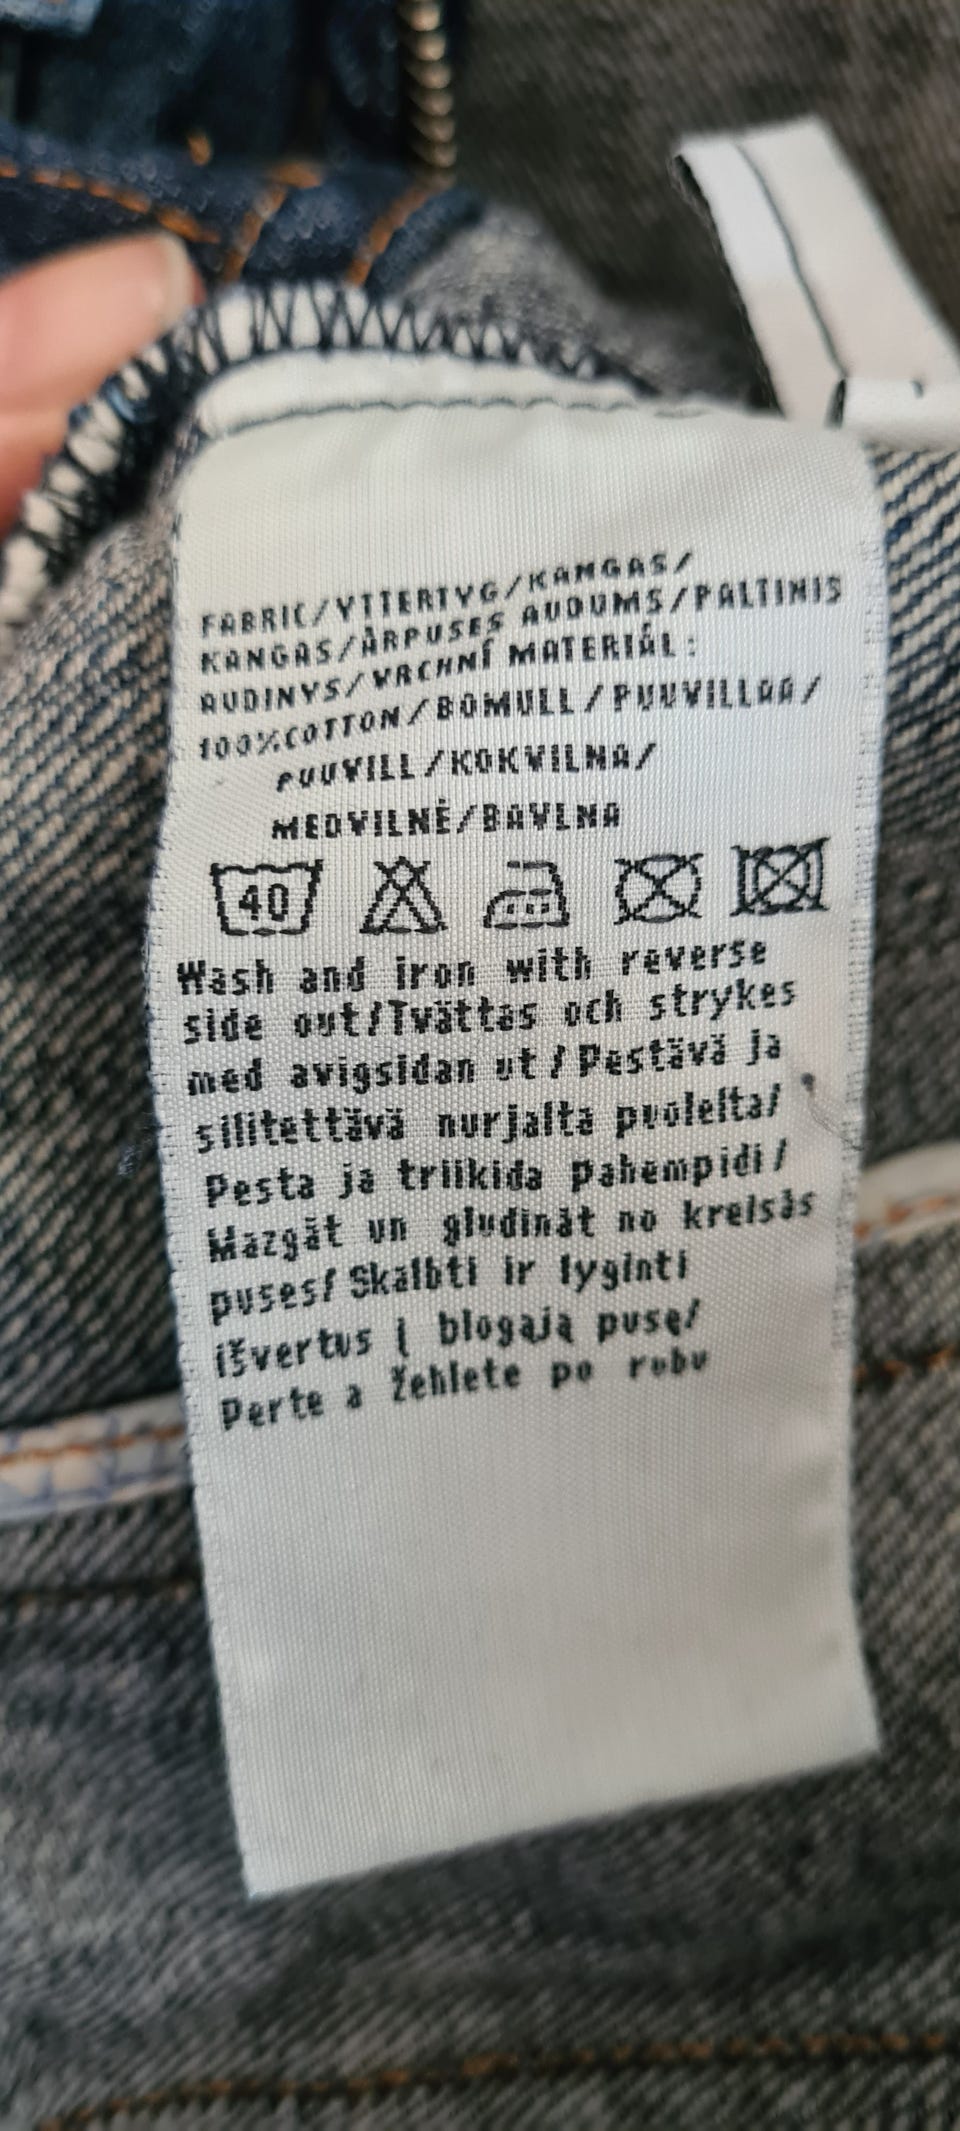 FABRIC/YTTERTYG/KANGAS/
KANGAS/ĀRPUSES AUDUMS/PALTINIS
AUDINYS/VRCHNÍ MATERIÁL:
100%COTTON/BOMULL/PUUVILLAA/
PUUVILL/KOKVILNA/
MEDVILNĖ/BAVLNA
40
Wash and iron with reverse
side out/Tvättas och strykes
med avigsidan ut/Pestävä ja
silitettävä nurjalta puolelta/
Pesta ja triikida pahempidi/
Mazgāt un gludināt no kreisās
puses/Skalbti ir lyginti
išvertus į blogąją pusę/
Perte a žehlete po rubu